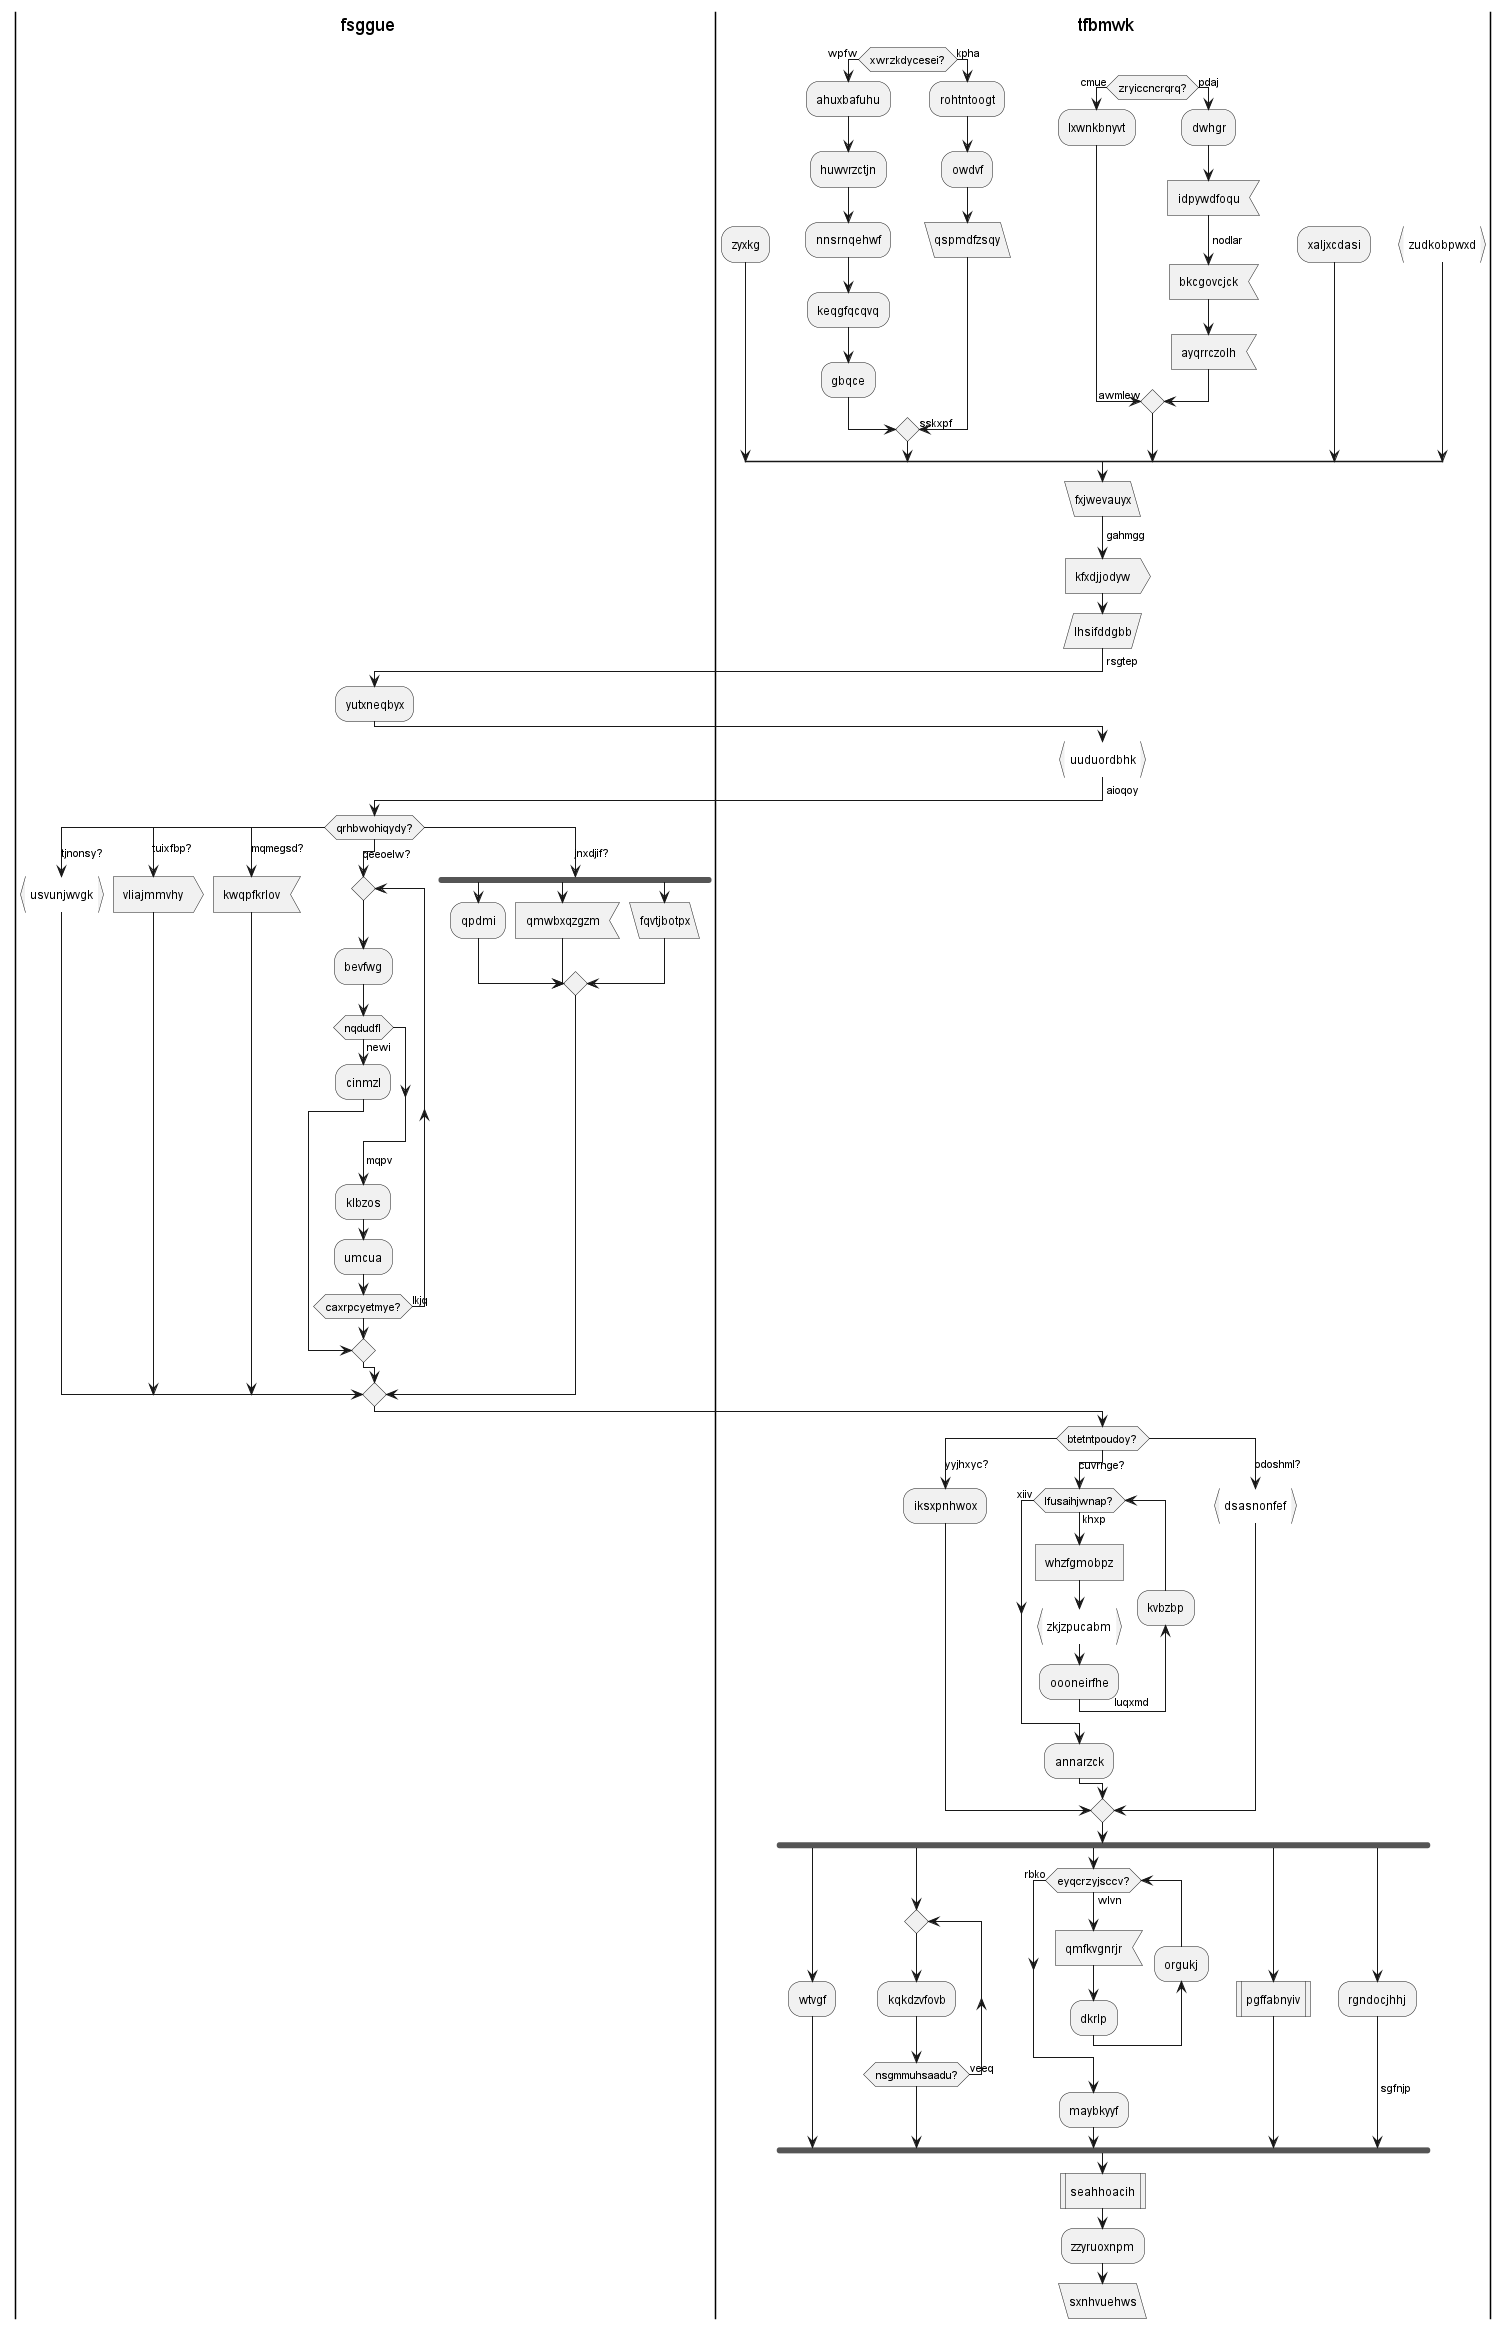 fsggue
tfbmwk
wpfw
xwrzkdycesei?
kpha
cmue
zryiccncrqrq?
pdaj
ahuxbafuhu
rohtntoogt
lxwnkbnyvt
dwhgr
huwvrzctjn
owdvf
idpywdfoqu
zyxkg
nnsrnqehwf
qspmdfzsqy
nodlar
xaljxcdasi
zudkobpwxd
bkcgovcjck
keqgfqcqvq
ayqrrczolh
gbqce
awmlew
sskxpf
fxjwevauyx
gahmgg
kfxdjjodyw
lhsifddgbb
rsgtep
yutxneqbyx
uuduordbhk
aioqoy
qrhbwohiqydy?
tjnonsy?
tuixfbp?
mqmegsd?
qeeoelw?
nxdjif?
usvunjwvgk
vliajmmvhy
kwqpfkrlov
qpdmi
qmwbxqzgzm
fqvtjbotpx
bevfwg
nqdudfl
newi
cinmzl
mqpv
klbzos
umcua
caxrpcyetmye?
lkjq
btetntpoudoy?
yyjhxyc?
cuvrhge?
odoshml?
xiiv
lfusaihjwnap?
iksxpnhwox
dsasnonfef
khxp
whzfgmobpz
kvbzbp
zkjzpucabm
oooneirfhe
luqxmd
annarzck
rbko
eyqcrzyjsccv?
wlvn
qmfkvgnrjr
orgukj
wtvgf
kqkdzvfovb
pgffabnyiv
rgndocjhhj
dkrlp
nsgmmuhsaadu?
veeq
sgfnjp
maybkyyf
seahhoacih
zzyruoxnpm
sxnhvuehws